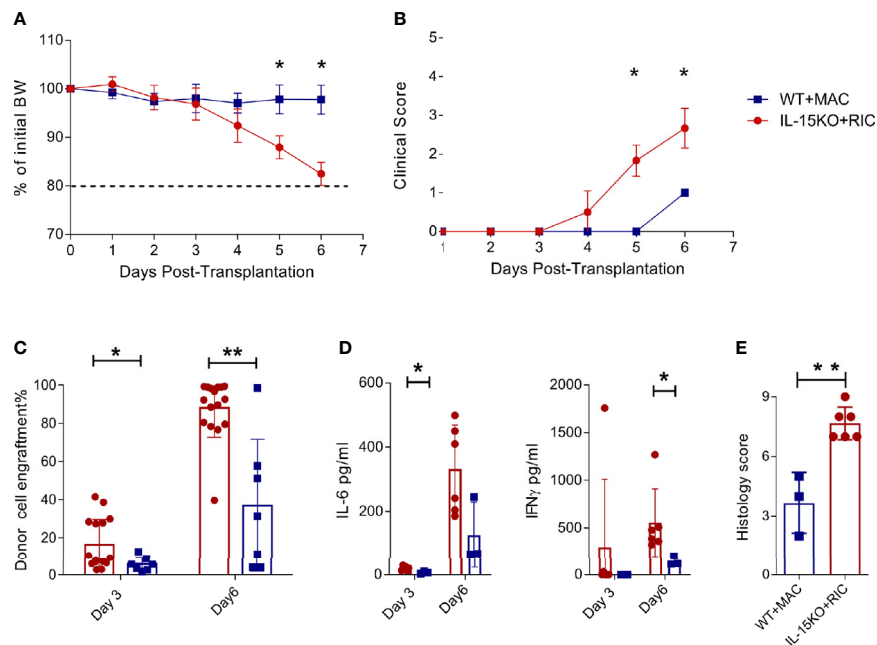 A
110
100
90
80
70
% of initial BW
* *
0 1 2 3 4 5 6 7
Days Post-Transplantation
B
5
4
3
2
1
0
Clinical Score
* *
1 2 3 4 5 6 7
Days Post-Transplantation
WT+MAC
IL-15KO+RIC
C
Donor cell engraftment%
100
80
60
40
20
0
*
**
Day 3
Day6
D
IL-6 pg/ml
600
400
200
0
*
Day 3
Day6
IFNγ pg/ml
2000
1500
1000
500
0
*
Day 3
Day6
E
Histology score
9
6
3
0
* *
WT+MAC
IL-15KO+RIC